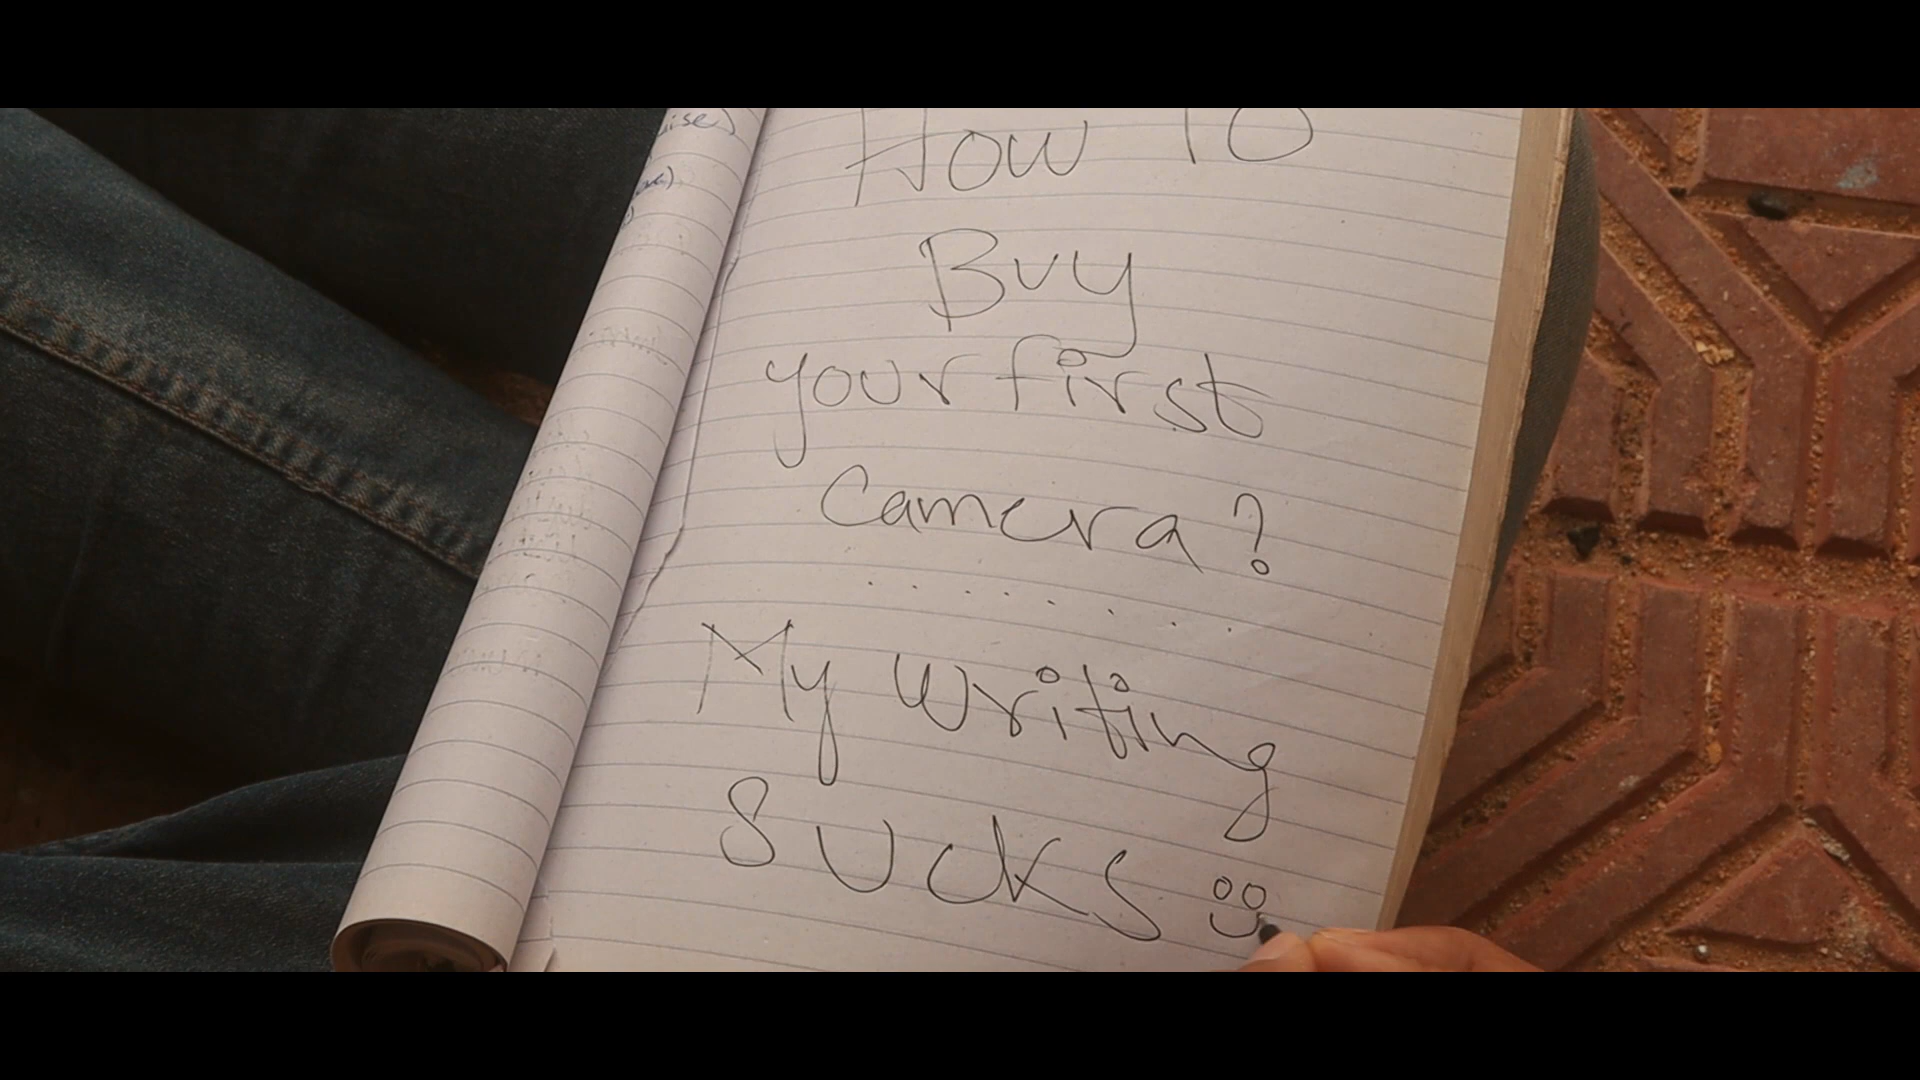 How To
Buy
your first
Camera?
.......
My writing
Sucks